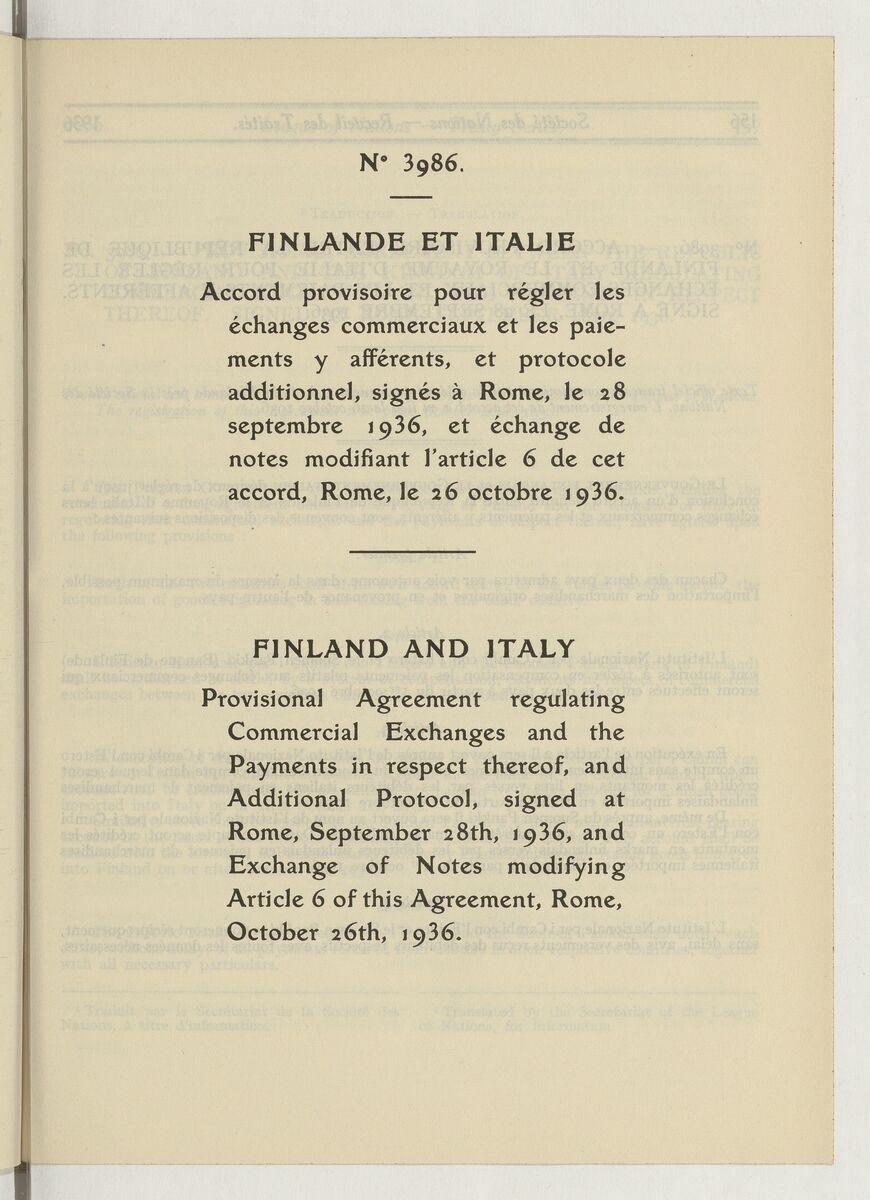 N° 3986.
FINLANDE ET ITALIE
Accord provisoire pour régler les
échanges commerciaux et les paie-
ments y afférents, et protocole
additionnel, signés à Rome, le 28
septembre 1936, et échange de
notes modifiant l'article 6 de cet
accord, Rome, le 26 octobre 1936.
FINLAND AND ITALY
Provisional Agreement regulating
Commercial Exchanges and the
Payments in respect thereof, and
Additional Protocol, signed at
Rome, September 28th, 1936, and
Exchange of Notes modifying
Article 6 of this Agreement, Rome,
October 26th, 1936.